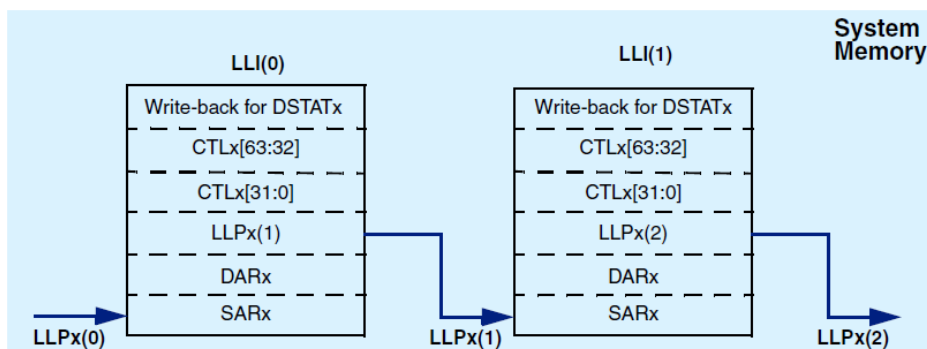 System
Memory
LLI(0)
LLI(1)
Write-back for DSTATx
CTLx[63:32]
CTLx[31:0]
LLPx(1)
DARx
SARx
Write-back for DSTATx
CTLx[63:32]
CTLx[31:0]
LLPx(2)
DARx
SARx
LLPx(0)
LLPx(1)
LLPx(2)